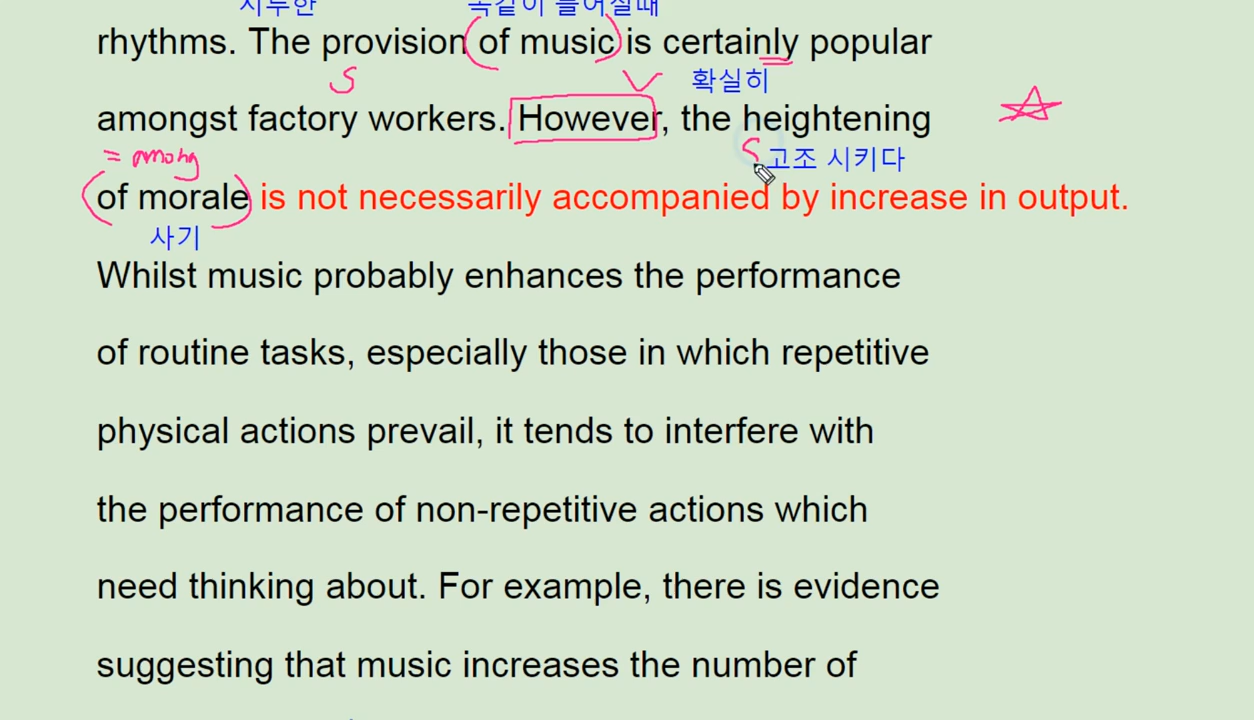 rhythms. The provision of music is certainly popular
S V 확실히
amongst factory workers. However, the heightening
= among S 고조 시키다
of morale is not necessarily accompanied by increase in output.
사기
Whilst music probably enhances the performance
of routine tasks, especially those in which repetitive
physical actions prevail, it tends to interfere with
the performance of non-repetitive actions which
need thinking about. For example, there is evidence
suggesting that music increases the number of